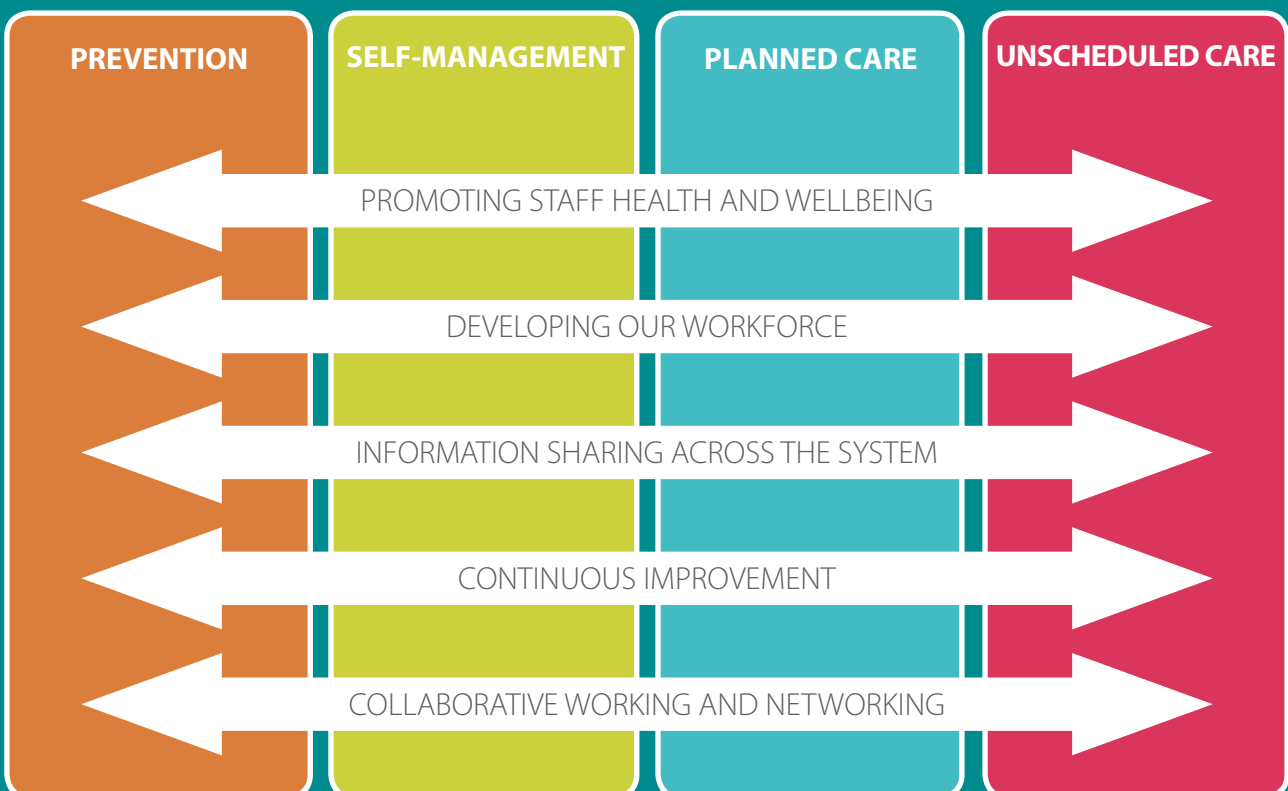 PREVENTION
SELF-MANAGEMENT
PLANNED CARE
UNSCHEDULED CARE
PROMOTING STAFF HEALTH AND WELLBEING
DEVELOPING OUR WORKFORCE
INFORMATION SHARING ACROSS THE SYSTEM
CONTINUOUS IMPROVEMENT
COLLABORATIVE WORKING AND NETWORKING